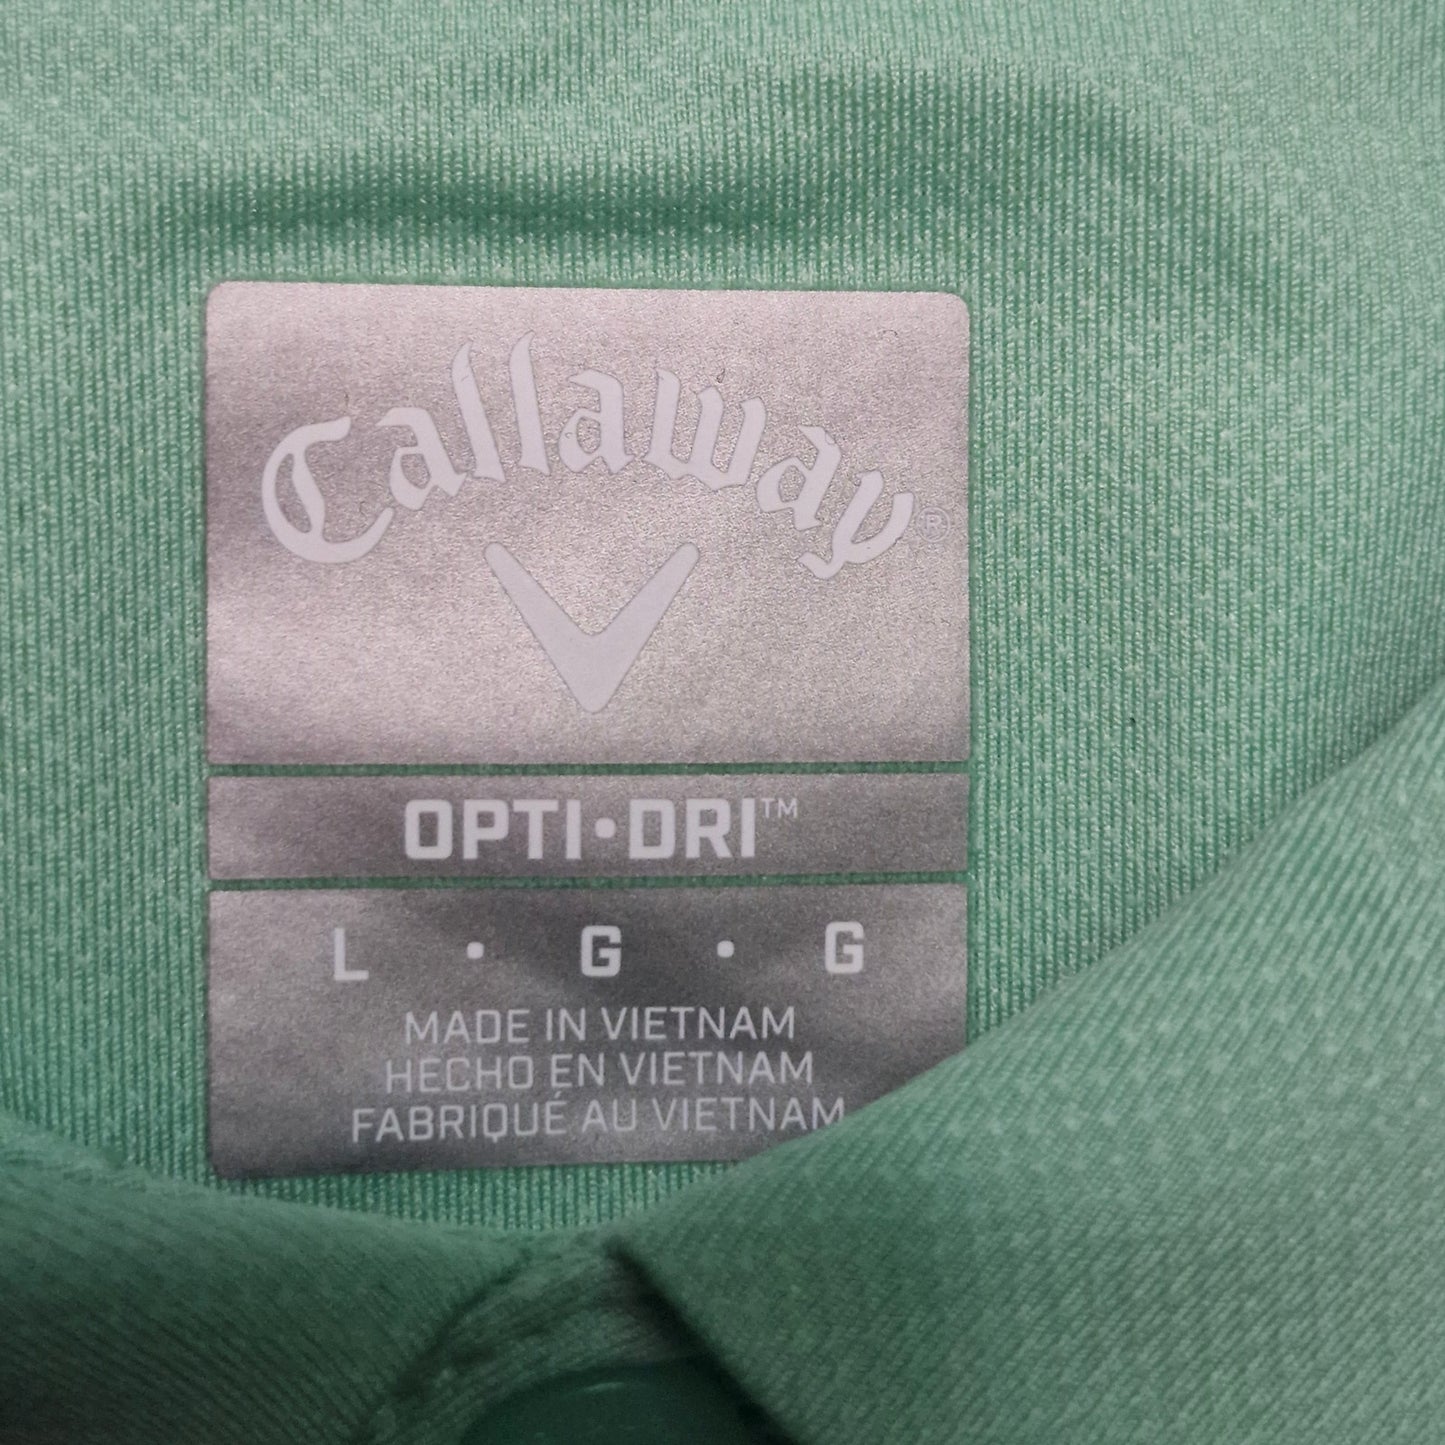 Callaway®
OPTI•DRI™
L • G • G
MADE IN VIETNAM
HECHO EN VIETNAM
FABRIQUÉ AU VIETNAM